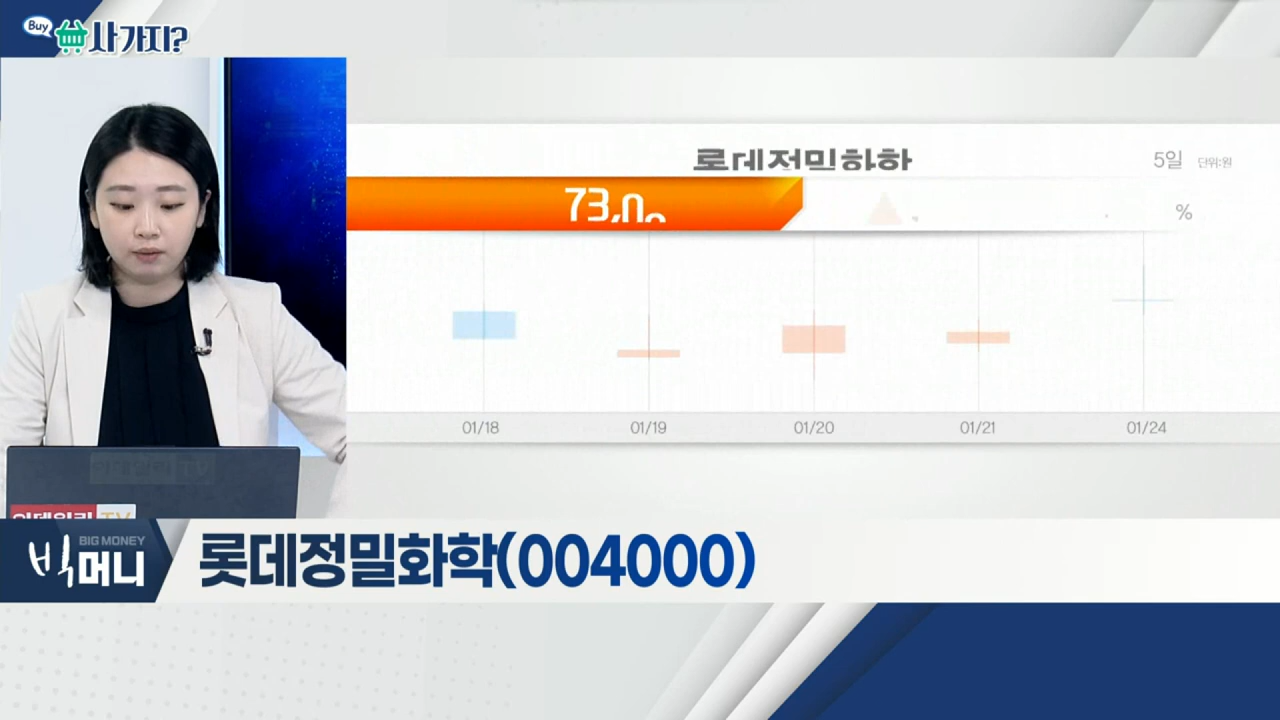 Buy
사가지?
롯데정밀화학
5일 단위:원
%
01/18 01/19 01/20 01/21 01/24
BIG MONEY
빅머니
롯데정밀화학(004000)